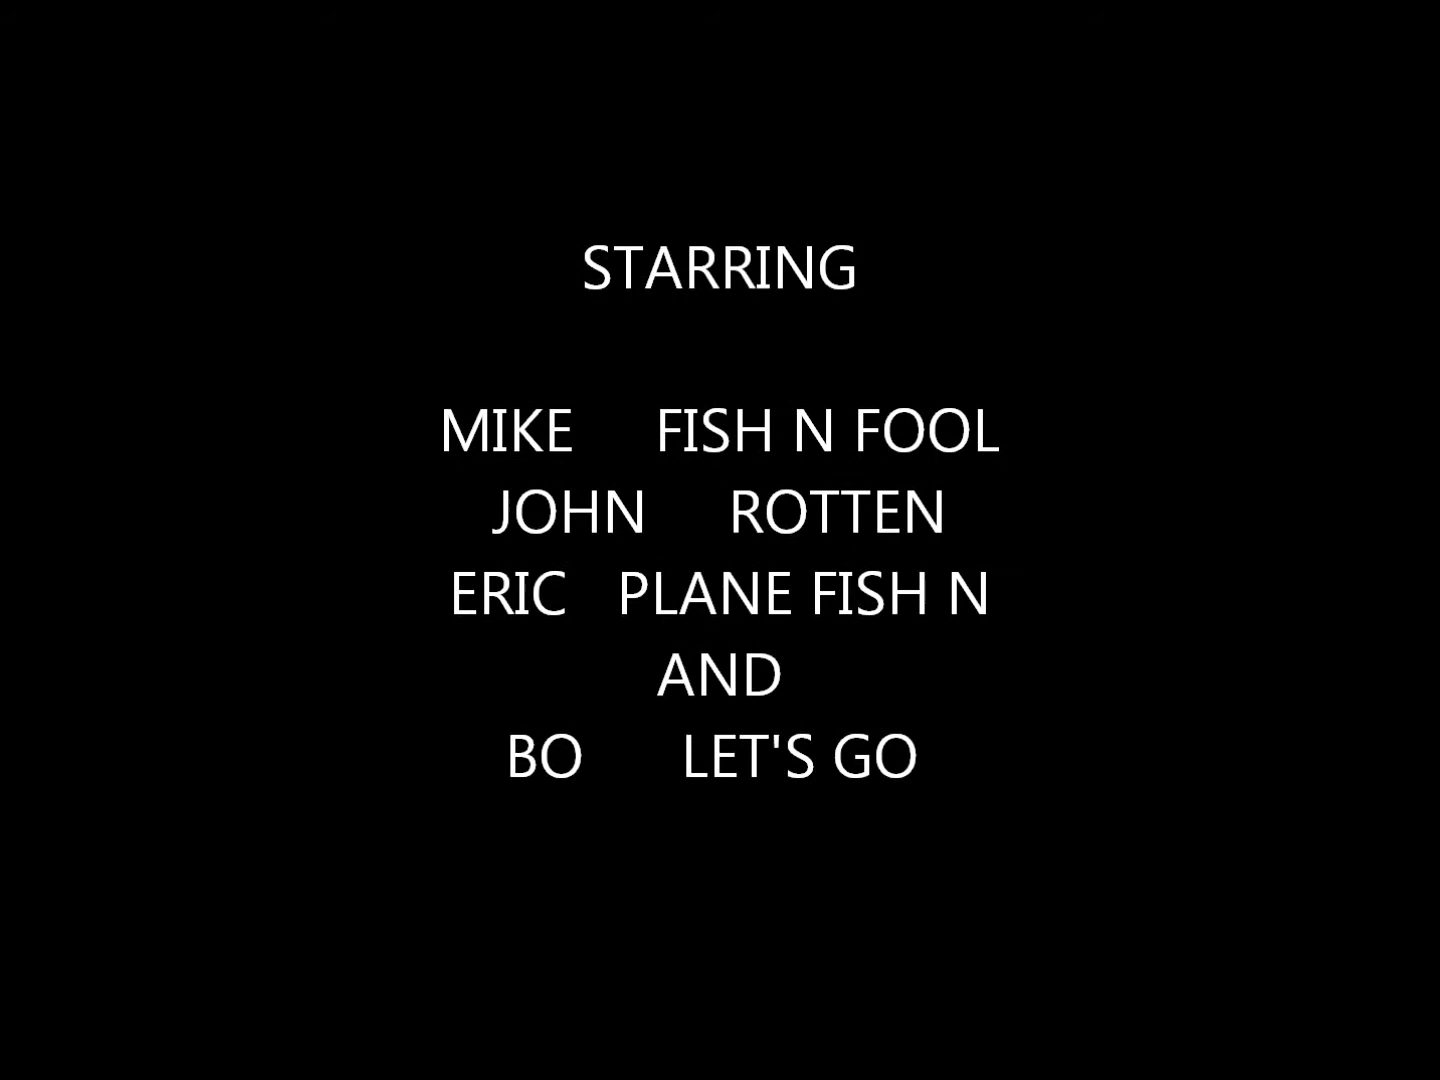 STARRING
MIKE FISH N FOOL
JOHN ROTTEN
ERIC PLANE FISH N
AND
BO LET'S GO